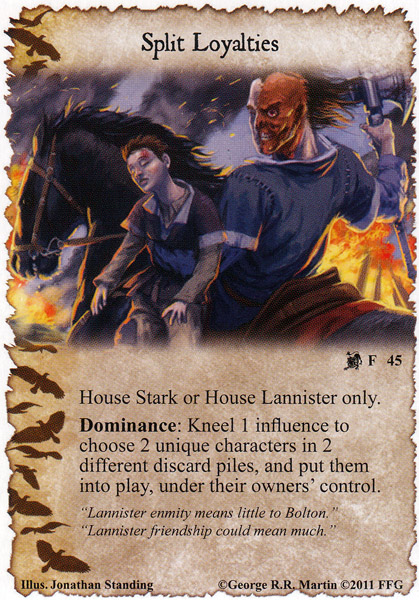 Split Loyalties
F 45
House Stark or House Lannister only.
Dominance: Kneel 1 influence to
choose 2 unique characters in 2
different discard piles, and put them
into play, under their owners’ control.
“Lannister enmity means little to Bolton.”
“Lannister friendship could mean much.”
Illus. Jonathan Standing ©George R.R. Martin ©2011 FFG